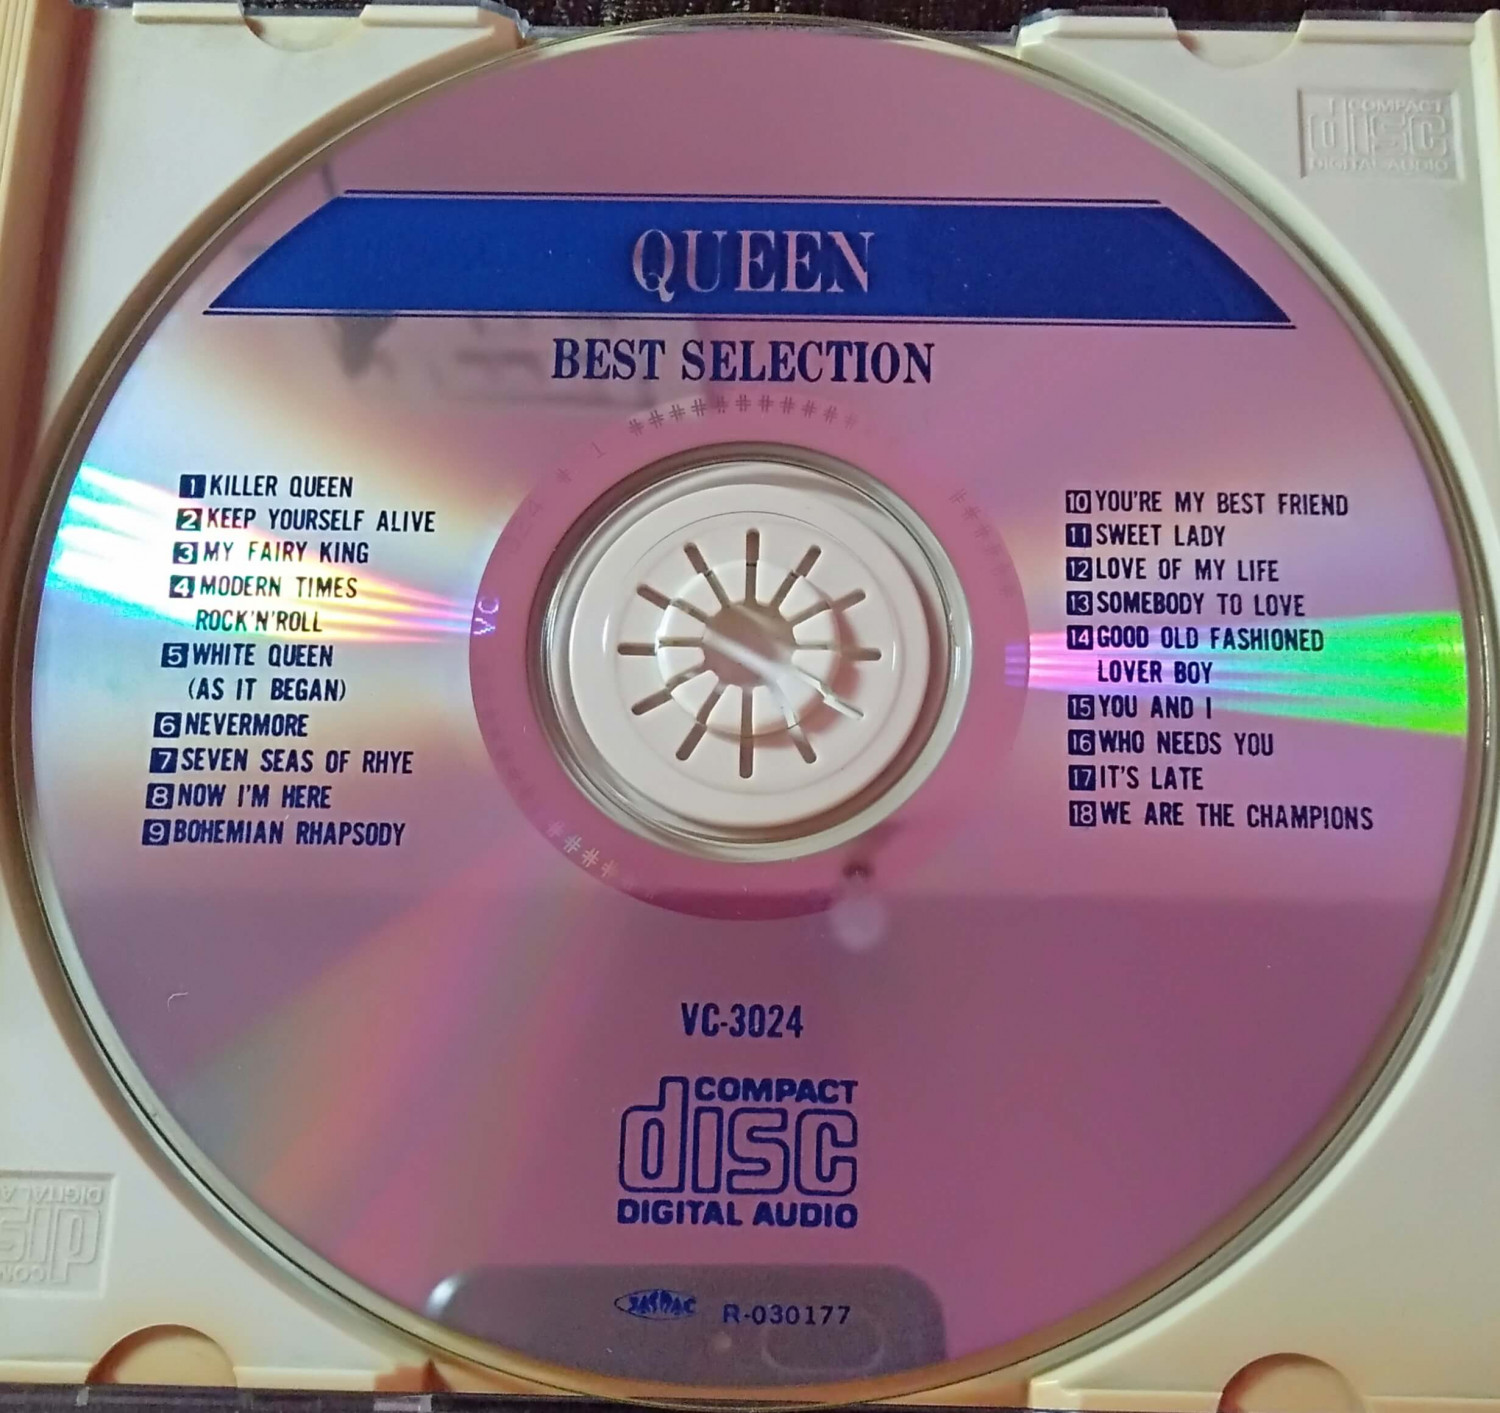 COMPACT
disc
DIGITAL AUDIO
QUEEN
BEST SELECTION
1 KILLER QUEEN
2 KEEP YOURSELF ALIVE
3 MY FAIRY KING
4 MODERN TIMES
ROCK'N'ROLL
5 WHITE QUEEN
(AS IT BEGAN)
6 NEVERMORE
7 SEVEN SEAS OF RHYE
8 NOW I'M HERE
9 BOHEMIAN RHAPSODY
10 YOU'RE MY BEST FRIEND
11 SWEET LADY
12 LOVE OF MY LIFE
13 SOMEBODY TO LOVE
14 GOOD OLD FASHIONED
LOVER BOY
15 YOU AND I
16 WHO NEEDS YOU
17 IT'S LATE
18 WE ARE THE CHAMPIONS
VC
VC-3024
COMPACT
disc
DIGITAL AUDIO
JASRAC R-030177